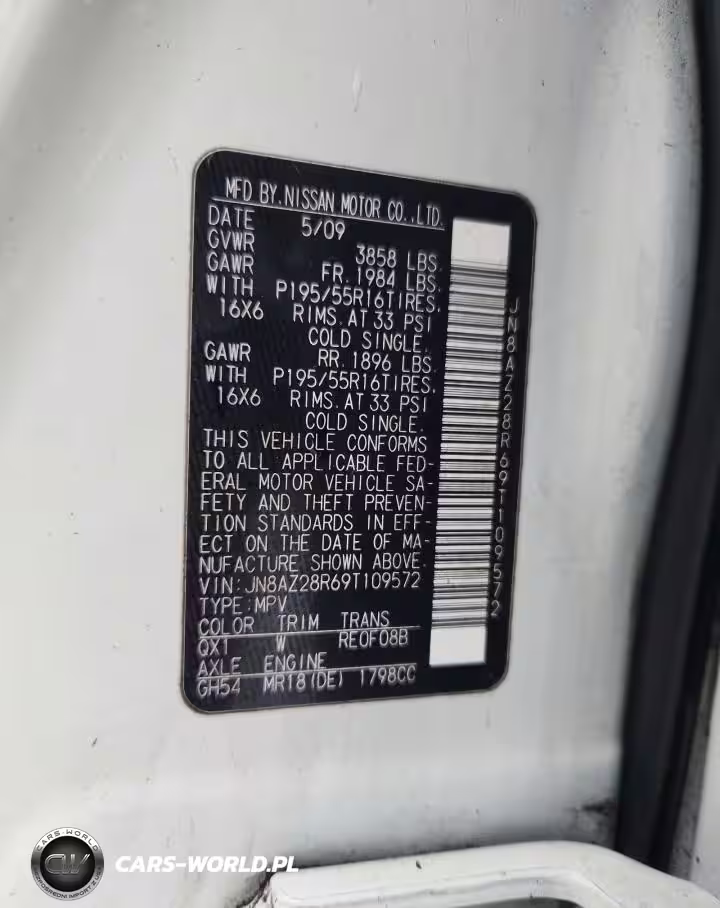 MFD BY. NISSAN MOTOR CO.,LTD.
DATE 5/09
GVWR 3858 LBS.
GAWR FR. 1984 LBS.
WITH P195/55R16TIRES.
16X6 RIMS. AT 33 PSI
COLD SINGLE.
GAWR RR. 1896 LBS.
WITH P195/55R16TIRES.
16X6 RIMS. AT 33 PSI
COLD SINGLE.
THIS VEHICLE CONFORMS
TO ALL APPLICABLE FED-
ERAL MOTOR VEHICLE SA-
FETY AND THEFT PREVEN-
TION STANDARDS IN EFF-
ECT ON THE DATE OF MA-
NUFACTURE SHOWN ABOVE.
VIN: JN8AZ28R69T109572
TYPE: MPV
COLOR TRIM TRANS
QX1 W RE0F08B
AXLE ENGINE
GH54 MR18(DE) 1798CC
JN8AZ28R69T109572
CARS-WORLD
CW
CARS-WORLD.PL